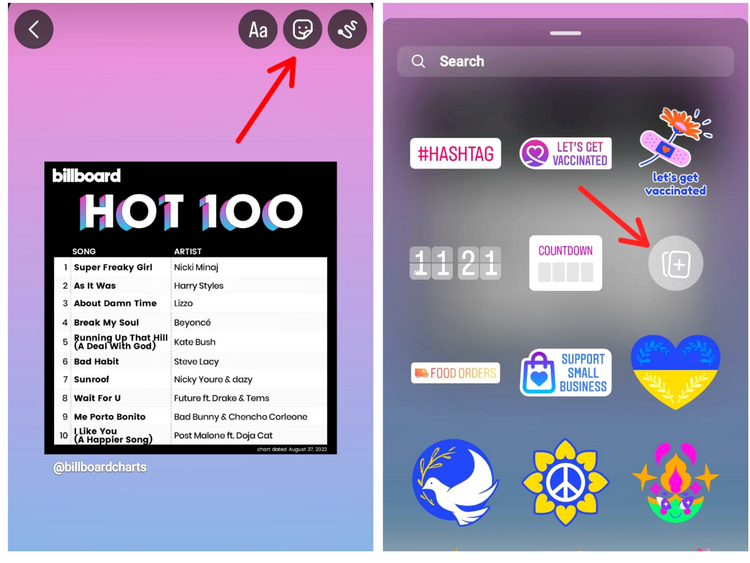 Aa
billboard
HOT 100
SONG ARTIST
1 Super Freaky Girl Nicki Minaj
2 As It Was Harry Styles
3 About Damn Time Lizzo
4 Break My Soul Beyoncé
5 Running Up That Hill
(A Deal With God) Kate Bush
6 Bad Habit Steve Lacy
7 Sunroof Nicky Youre & dazy
8 Wait For U Future ft. Drake & Tems
9 Me Porto Bonito Bad Bunny & Chencho Corleone
10 I Like You
(A Happier Song) Post Malone ft. Doja Cat
chart dated August 27, 2022
@billboardcharts
Search
#HASHTAG
LET'S GET
VACCINATED
let's get
vaccinated
11 21
COUNTDOWN
FOOD ORDERS
SUPPORT
SMALL
BUSINESS